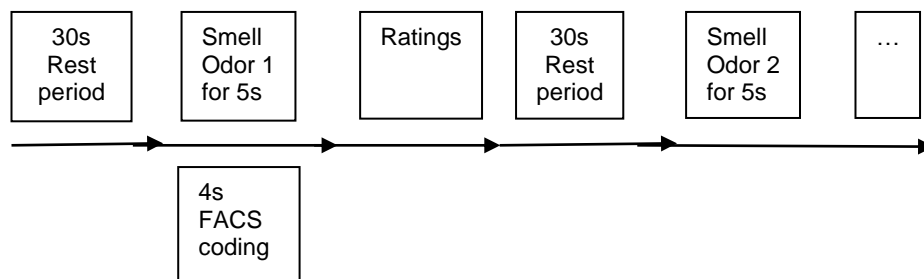 30s
Rest
period
Smell
Odor 1
for 5s
Ratings
30s
Rest
period
Smell
Odor 2
for 5s
…
4s
FACS
coding